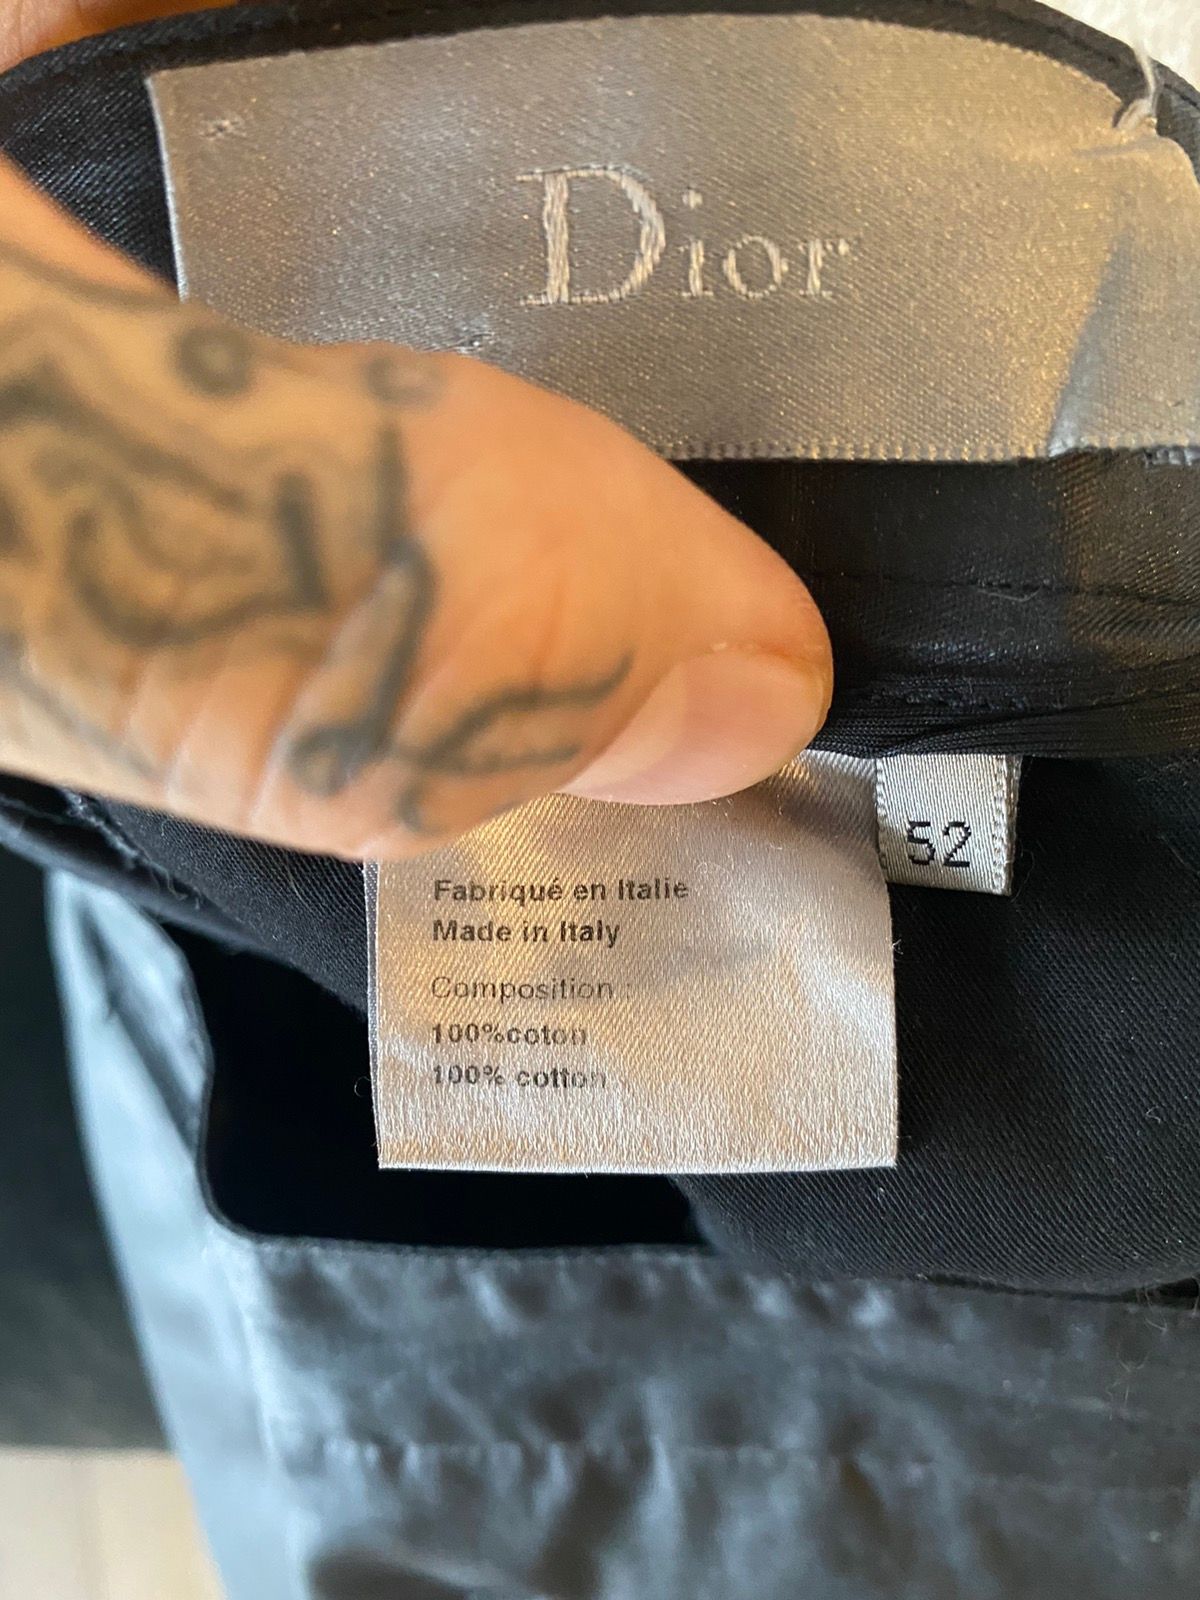 Dior
52
Fabriqué en Italie
Made in Italy
Composition :
100%coton
100% cotton